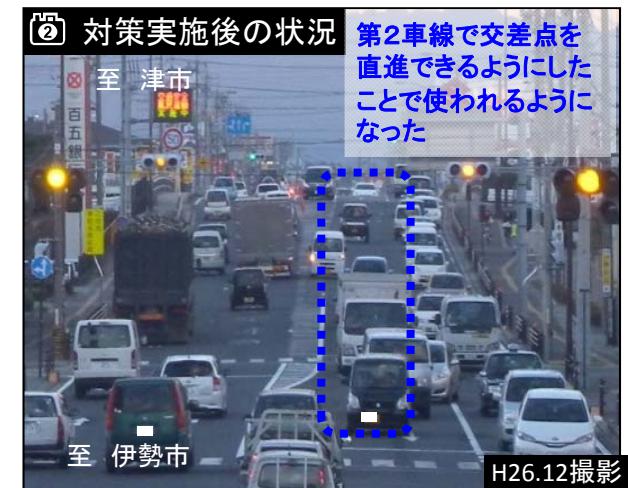 ② 対策実施後の状況
第2車線で交差点を
直進できるようにした
ことで使われるように
なった
至 津市
百五銀
50
至 伊勢市
H26.12撮影